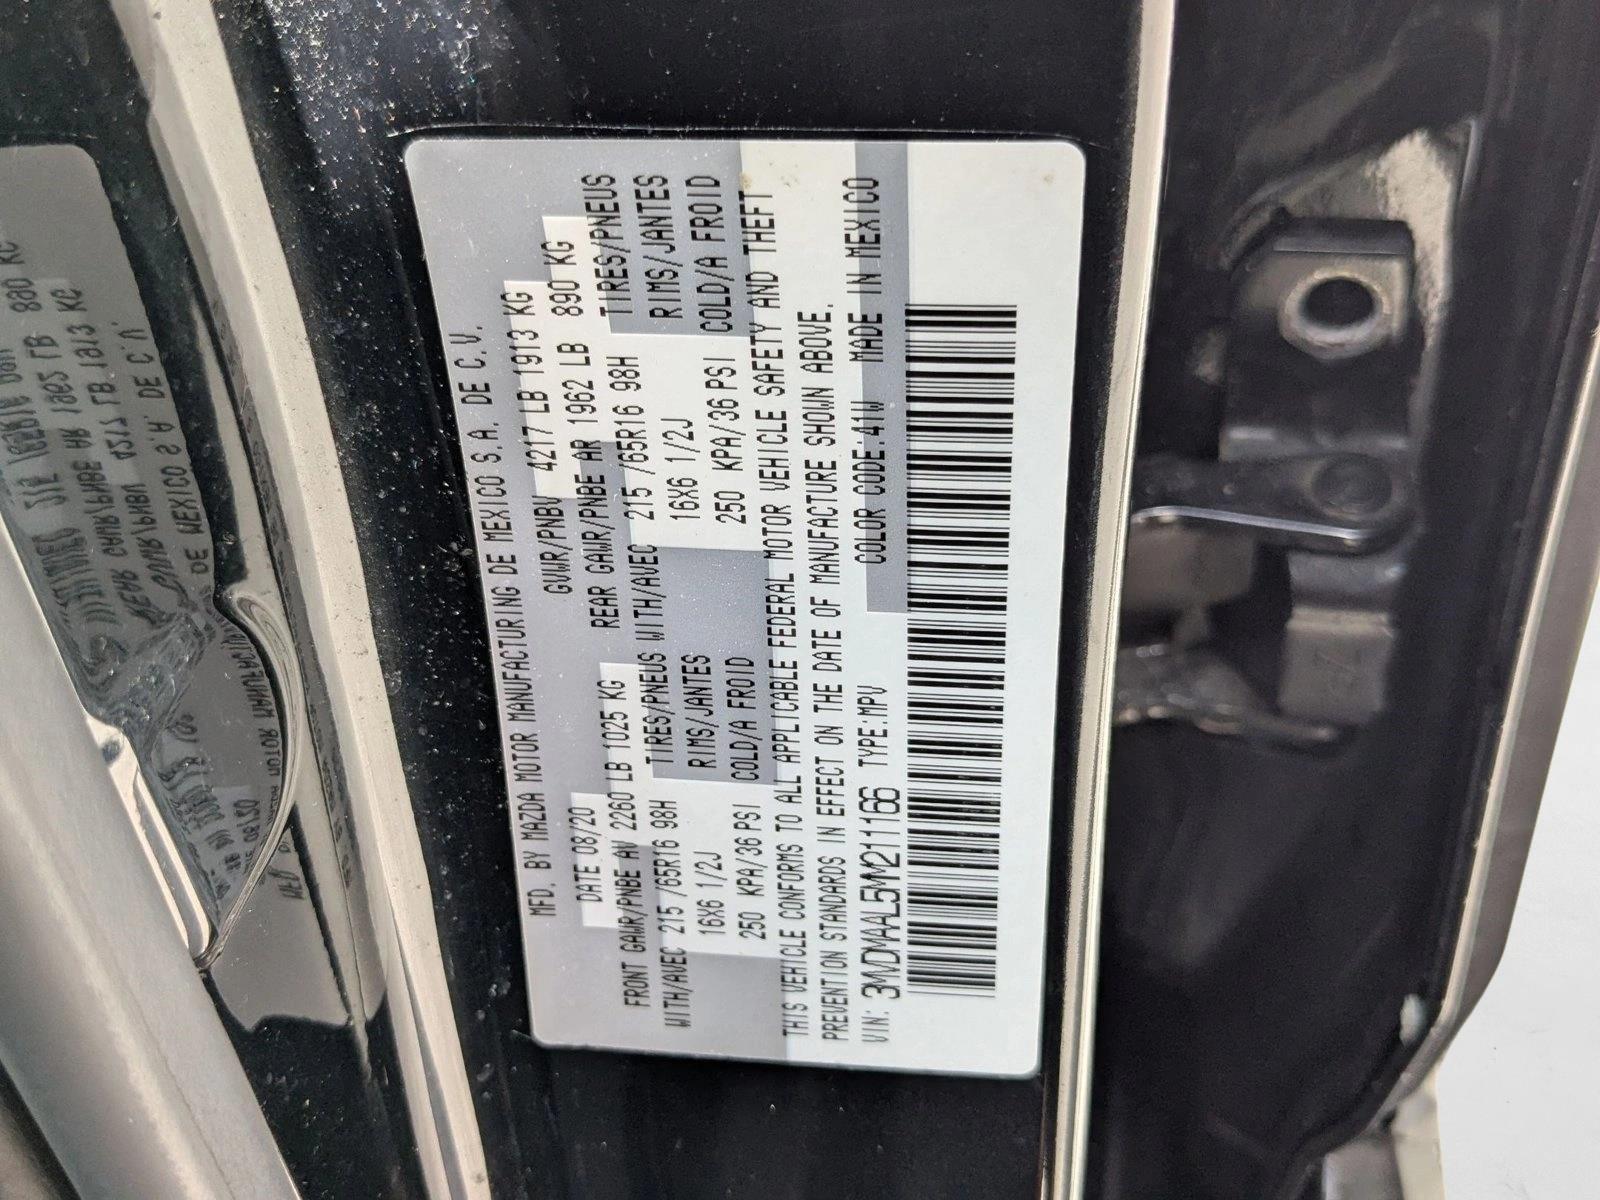 MFD. BY MAZDA MOTOR MANUFACTURING DE MEXICO S.A. DE C.V.
DATE 08/20 GVWR/PNBV 4217 LB 1913 KG
FRONT GAWR/PNBE AV 2260 LB 1025 KG REAR GAWR/PNBE AR 1962 LB 890 KG
WITH/AVEC 215 /65R16 98H TIRES/PNEUS WITH/AVEC 215 /65R16 98H TIRES/PNEUS
16X6 1/2J RIMS/JANTES 16X6 1/2J RIMS/JANTES
250 KPA/36 PSI COLD/A FROID 250 KPA/36 PSI COLD/A FROID
THIS VEHICLE CONFORMS TO ALL APPLICABLE FEDERAL MOTOR VEHICLE SAFETY AND THEFT
PREVENTION STANDARDS IN EFFECT ON THE DATE OF MANUFACTURE SHOWN ABOVE.
VIN: 3MVDMAAL5MM211166 TYPE:MPV COLOR CODE:41W MADE IN MEXICO